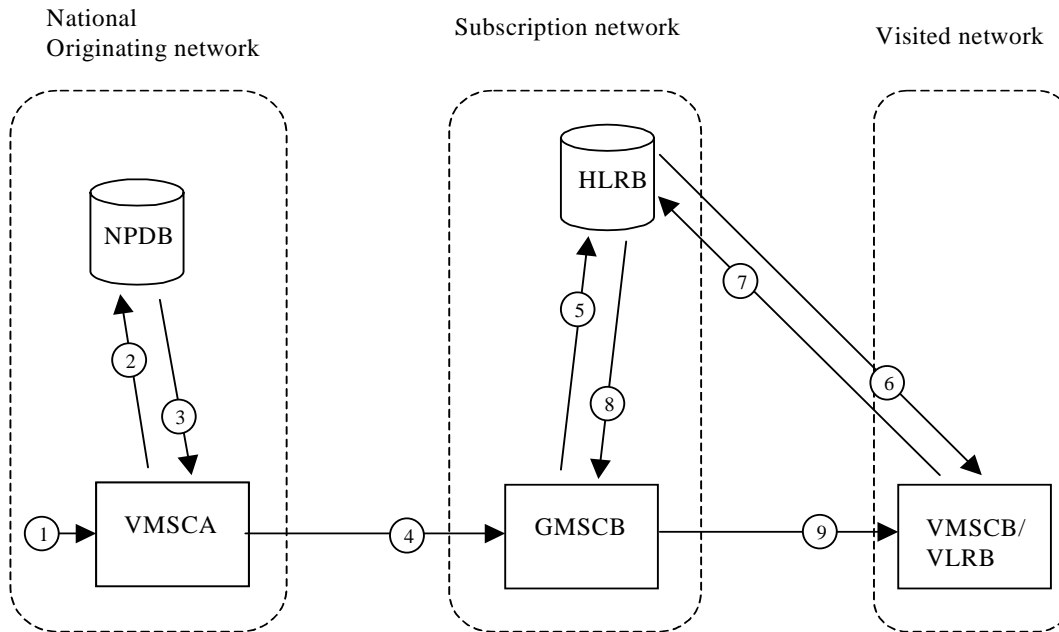 National
Originating network
Subscription network
Visited network
HLRB
NPDB
7
5
2
6
8
3
VMSCA
GMSCB
VMSCB/
VLRB
1
4
9